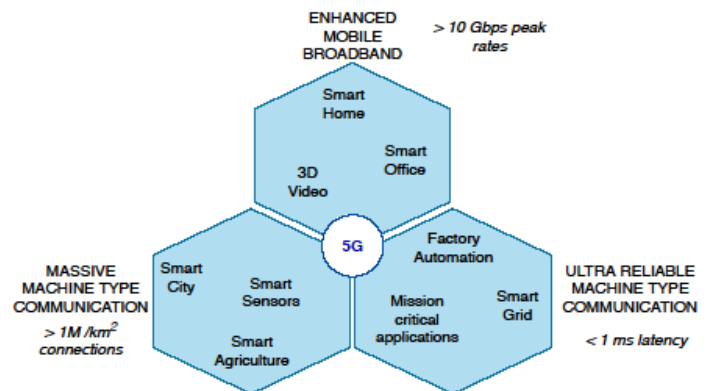 ENHANCED
MOBILE
BROADBAND
> 10 Gbps peak
rates
Smart
Home
Smart
Office
3D
Video
5G
MASSIVE
MACHINE TYPE
COMMUNICATION
> 1M /km²
connections
Smart
City
Smart
Sensors
Smart
Agriculture
Factory
Automation
Mission
critical
applications
Smart
Grid
ULTRA RELIABLE
MACHINE TYPE
COMMUNICATION
< 1 ms latency